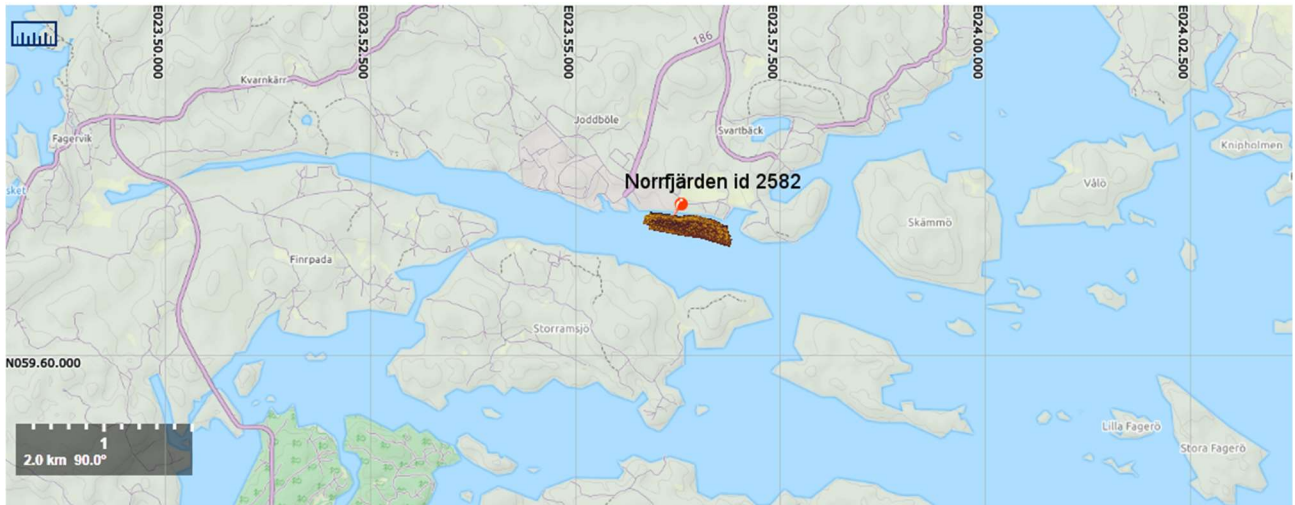 E023.50.000
E023.52.500
E023.55.000
E023.57.500
E024.00.000
E024.02.500
186
Kvarnkärr
Joddböle
Svartbäck
Fagervik
Knipholmen
Norrfjärden id 2582
Vålö
sket
Skämmö
Finrpada
Storramsjö
N059.60.000
Lilla Fagerö
Stora Fagerö
1
2.0 km 90.0°